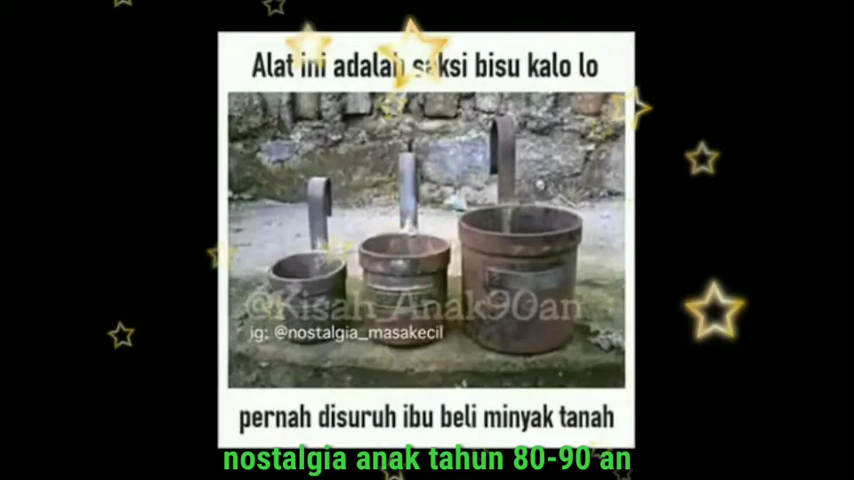 Alat ini adalah saksi bisu kalo lo
@Kisah_Anak90an
ig: @nostalgia_masakecil
pernah disuruh ibu beli minyak tanah
nostalgia anak tahun 80-90 an